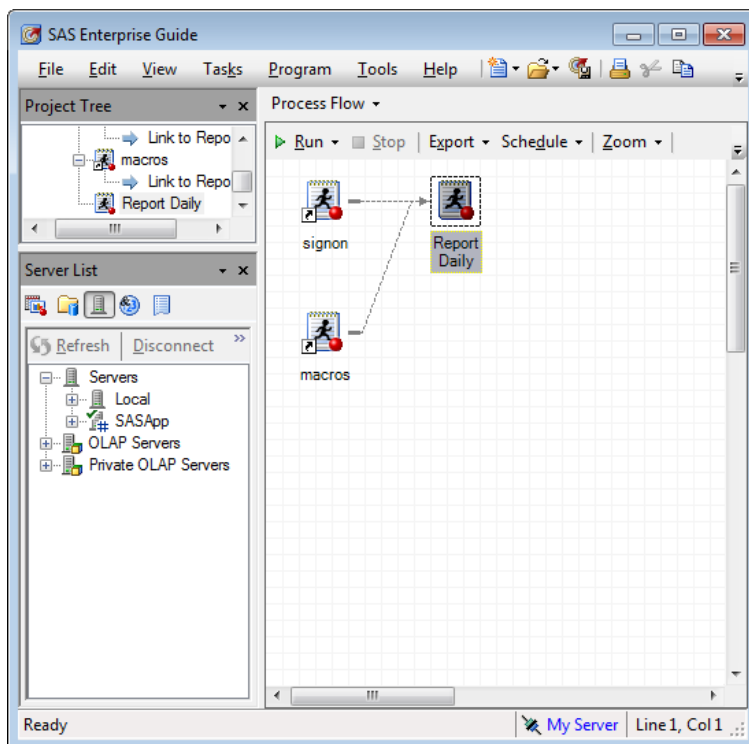 SAS Enterprise Guide
File Edit View Tasks Program Tools Help
Project Tree
Link to Repo
macros
Link to Repo
Report Daily
Server List
Refresh Disconnect
Servers
Local
SASApp
OLAP Servers
Private OLAP Servers
Process Flow
Run Stop Export Schedule Zoom
signon
Report
Daily
macros
Ready
My Server Line 1, Col 1